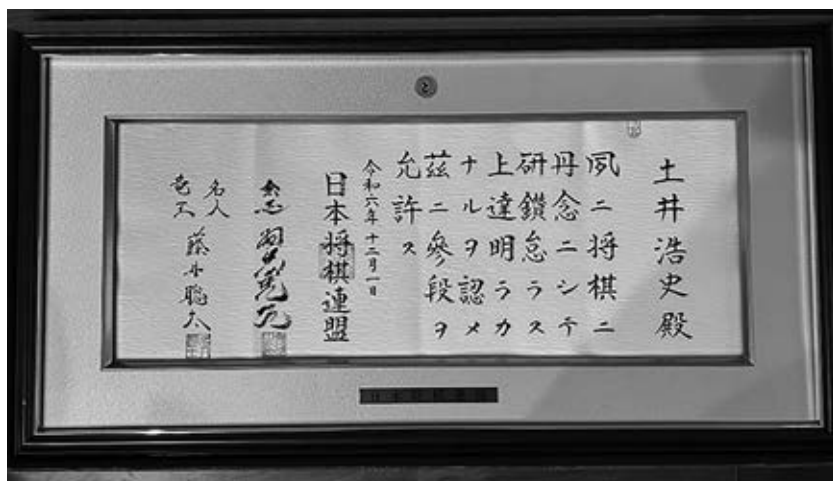 土井浩史殿
夙ニ将棋ニ
丹念ニシテ
研鑽怠ラス
上達明ラカ
ナルヲ認メ
茲ニ參段ヲ
允許ス
令和六年十二月一日
日本将棋連盟
会長 羽生善治
名人
竜王 藤井聡太